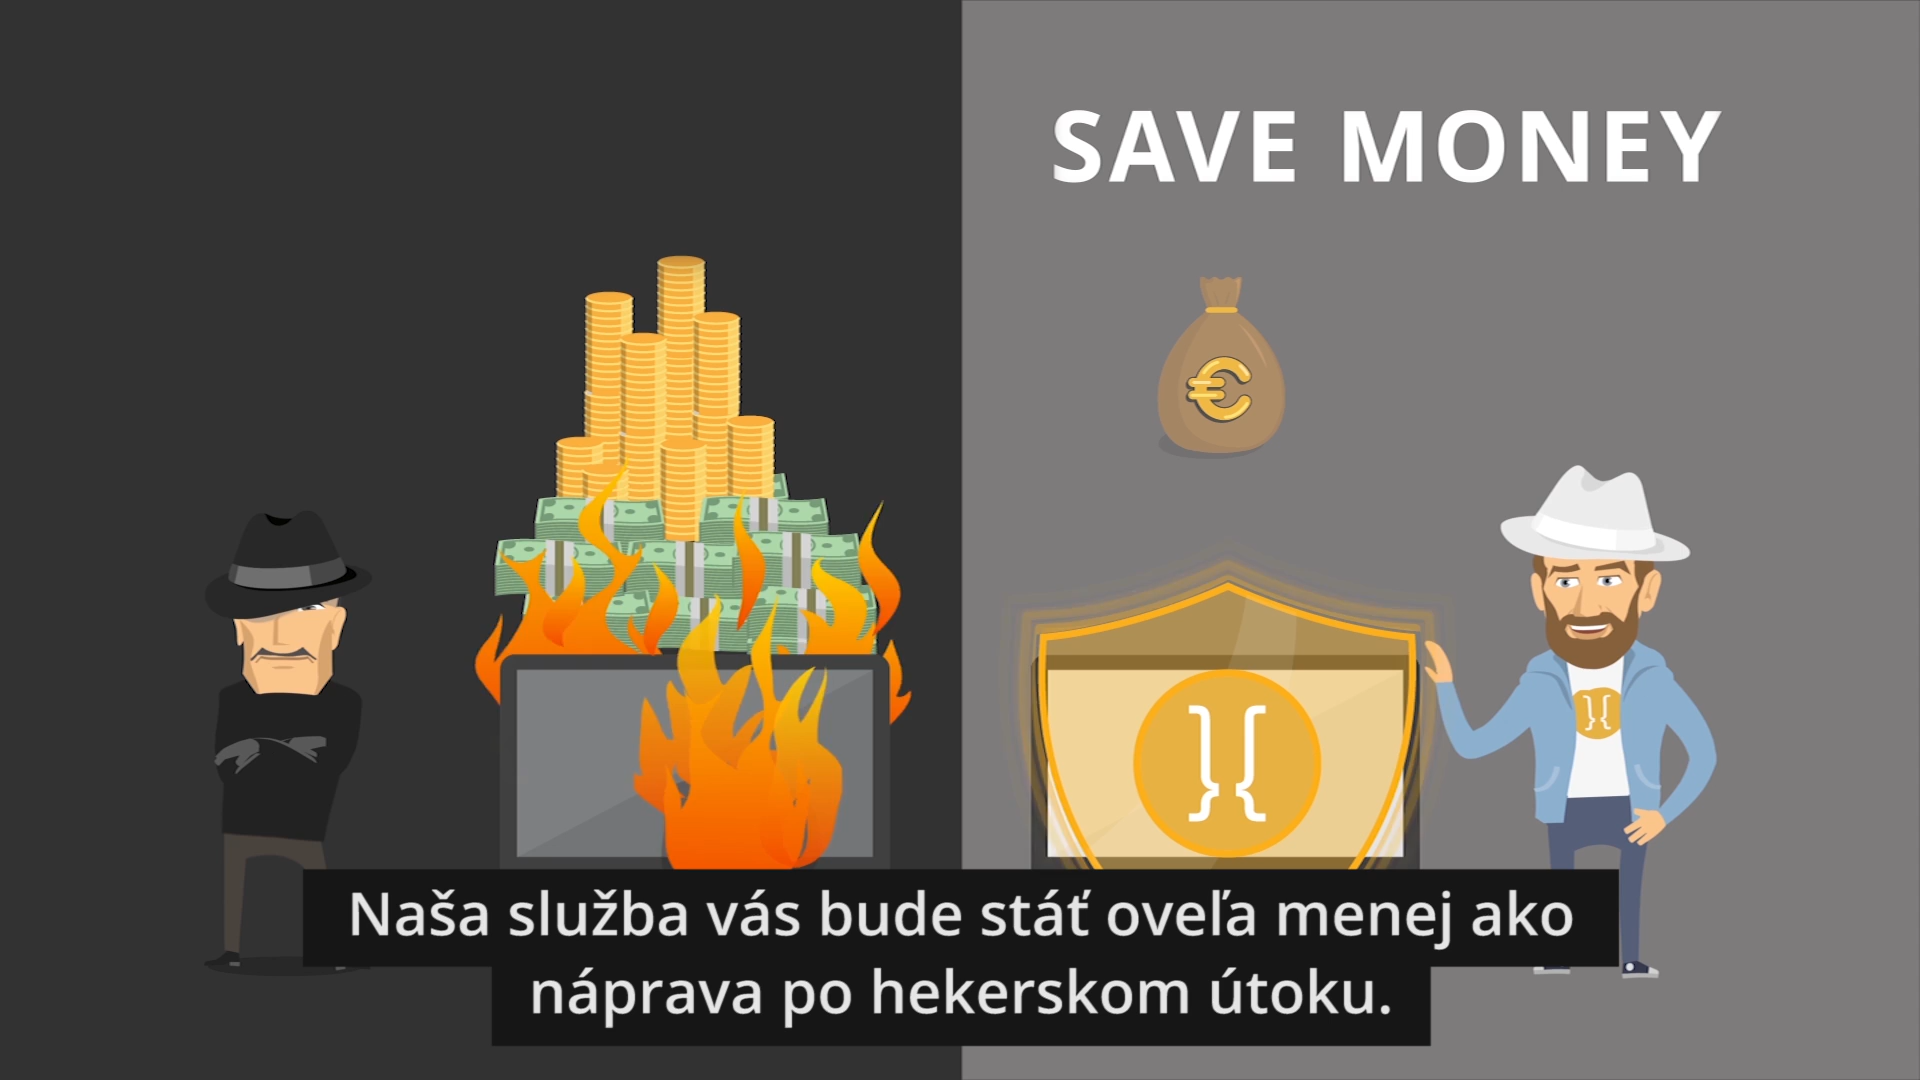 SAVE MONEY
Naša služba vás bude stáť oveľa menej ako
náprava po hekerskom útoku.